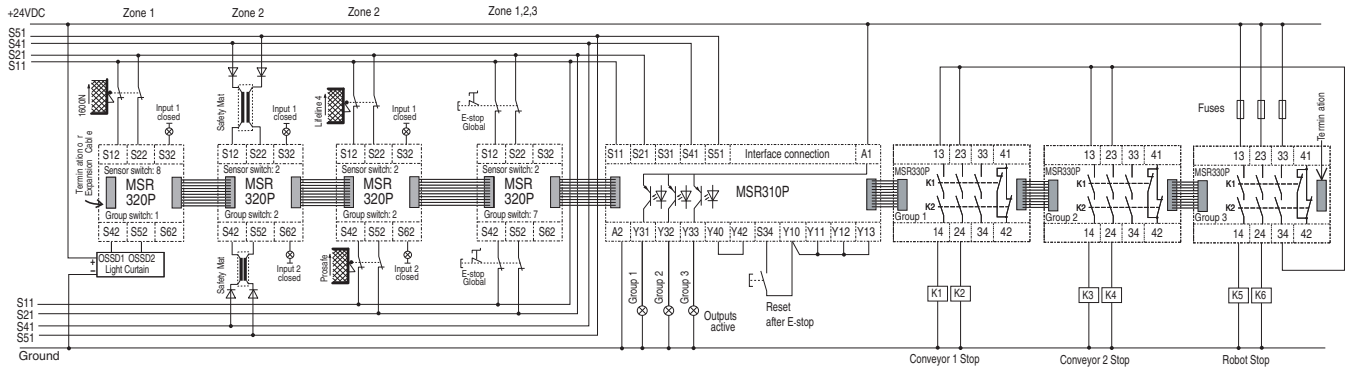 +24VDC Zone 1 Zone 2 Zone 2 Zone 1,2,3
S51
S41
S21
S11
1600N
Safety Mat
Input 1 closed
Lifeline 4
Input 1 closed
E-stop Global
Fuses
Termination
Termination or Expansion Cable
S12 S22 S32
Sensor switch: 8
MSR 320P
Group switch: 1
S42 S52 S62
S12 S22 S32
Sensor switch: 2
MSR 320P
Group switch: 2
S42 S52 S62
S12 S22 S32
Sensor switch: 2
MSR 320P
Group switch: 2
S42 S52 S62
S12 S22 S32
Sensor switch: 2
MSR 320P
Group switch: 7
S42 S52 S62
S11 S21 S31 S41 S51 Interface connection A1
MSR310P
A2 Y31 Y32 Y33 Y40 Y42 S34 Y10 Y11 Y12 Y13
13 23 33 41
MSR330P
K1
K2
Group 1
14 24 34 42
13 23 33 41
MSR330P
K1
K2
Group 2
14 24 34 42
13 23 33 41
MSR330P
K1
K2
Group 3
14 24 34 42
+
−
OSSD1 OSSD2
Light Curtain
Safety Mat
Input 2 closed
Prosafe
Input 2 closed
E-stop Global
Group 1
Group 2
Group 3
Outputs active
Reset after E-stop
K1 K2
K3 K4
K5 K6
S11
S21
S41
S51
Ground
Conveyor 1 Stop Conveyor 2 Stop Robot Stop